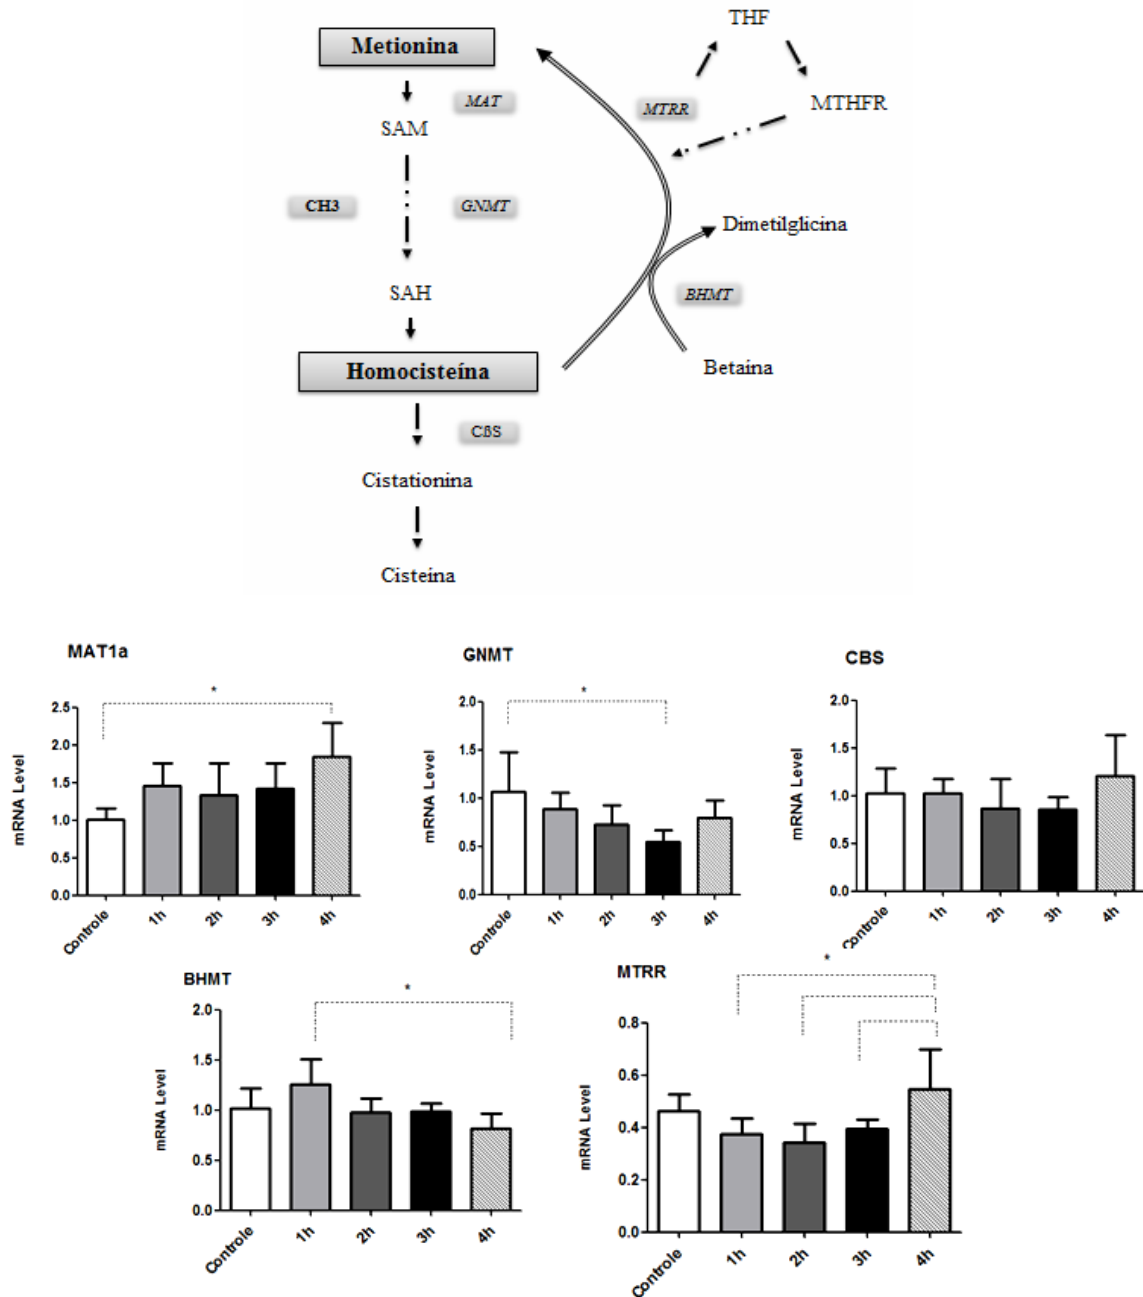 THF
Metionina
MAT
MTRR
MTHFR
SAM
CH3
GNMT
Dimetilglicina
SAH
BHMT
Homocisteína
Betaína
CßS
Cistationina
Cisteína
MAT1a
*
mRNA Level
2.5
2.0
1.5
1.0
0.5
0.0
Controle
1h
2h
3h
4h
GNMT
*
mRNA Level
2.0
1.5
1.0
0.5
0.0
Controle
1h
2h
3h
4h
CBS
mRNA Level
2.0
1.5
1.0
0.5
0.0
Controle
1h
2h
3h
4h
BHMT
*
mRNA Level
2.0
1.5
1.0
0.5
0.0
Controle
1h
2h
3h
4h
MTRR
*
mRNA Level
0.8
0.6
0.4
0.2
0.0
Controle
1h
2h
3h
4h